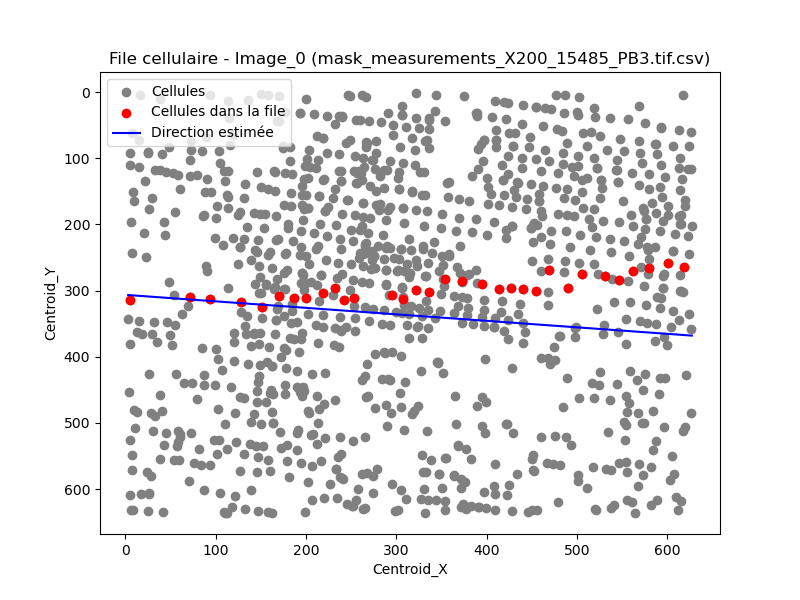 File cellulaire - Image_0 (mask_measurements_X200_15485_PB3.tif.csv)
Cellules
Cellules dans la file
Direction estimée
0
100
200
300
400
500
600
Centroid_Y
0 100 200 300 400 500 600
Centroid_X